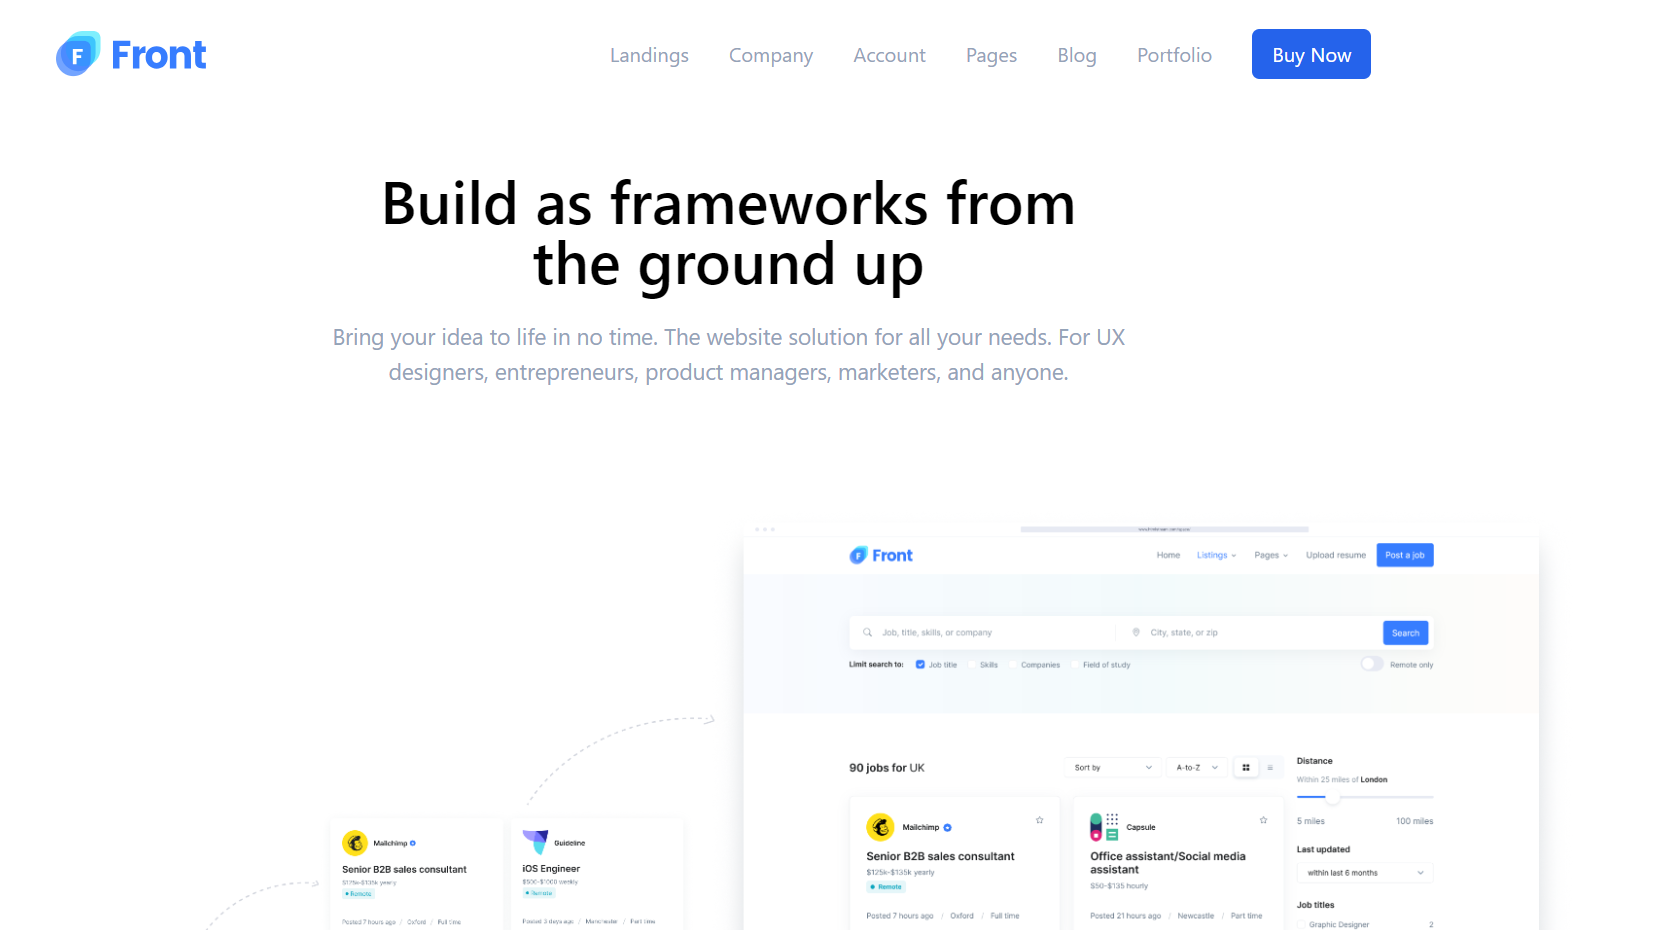 F Front
Landings Company Account Pages Blog Portfolio Buy Now
Build as frameworks from
the ground up
Bring your idea to life in no time. The website solution for all your needs. For UX
designers, entrepreneurs, product managers, marketers, and anyone.
F Front
Home Listings Pages Upload resume Post a job
Job, title, skills, or company City, state, or zip Search
Limit search to: Job title Skills Companies Field of study Remote only
90 jobs for UK Sort by A-to-Z
Distance
Within 25 miles of London
5 miles 100 miles
Last updated
within last 6 months
Job titles
Graphic Designer 2
Mailchimp
Senior B2B sales consultant
$125k-$135k yearly
Remote
Posted 7 hours ago / Oxford / Full time
Capsule
Office assistant/Social media
assistant
$50-$135 hourly
Posted 21 hours ago / Newcastle / Part time
Mailchimp
Senior B2B sales consultant
$125k-$135k yearly
Remote
Posted 7 hours ago / Oxford / Full time
Guideline
iOS Engineer
$500-$1000 weekly
Remote
Posted 3 days ago / Manchester / Part time